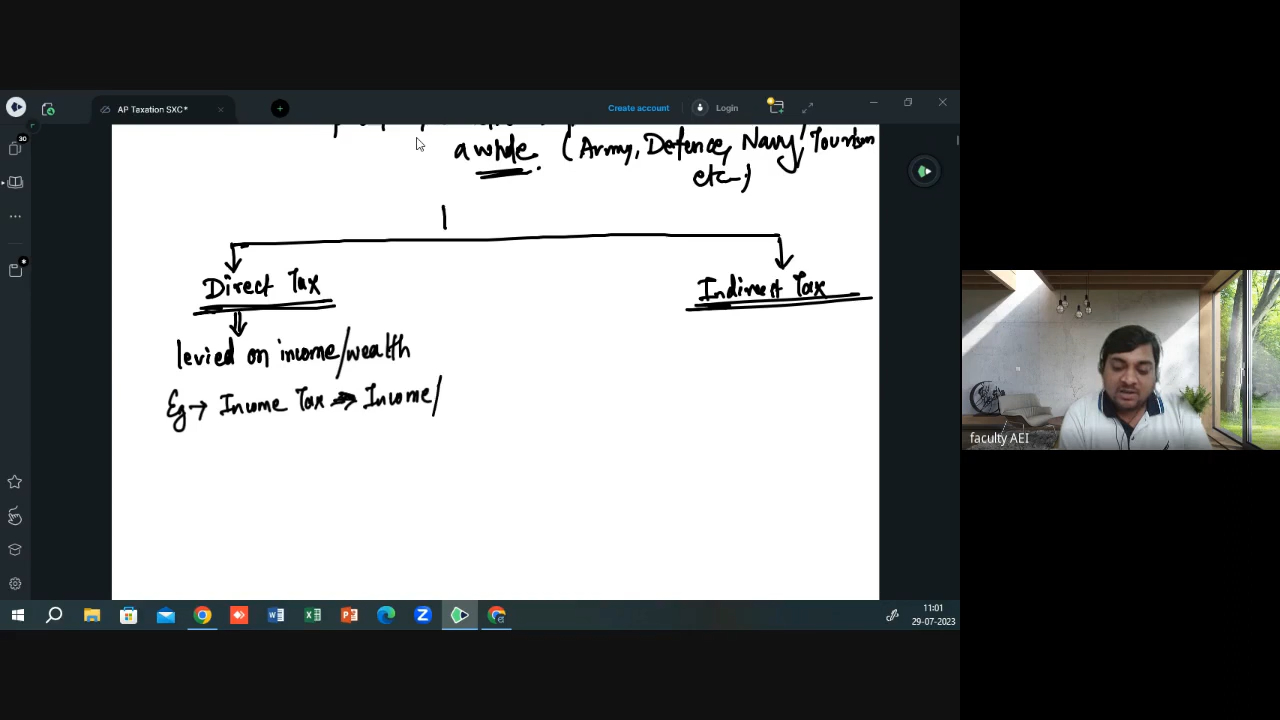 Create account
Login
AP Taxation SXC*
30
a whole. (Army, Defence, Navy, Tourism
etc.)
Direct Tax
Indirect Tax
levied on income/wealth
Eg → Income Tax → Income/
faculty AEI
11:01
29-07-2023